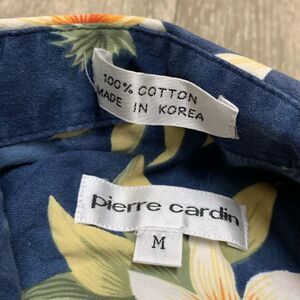 100% COTTON
MADE IN KOREA
pierre cardin
M